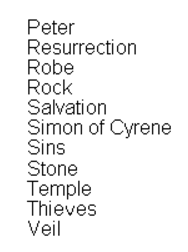 Peter
Resurrection
Robe
Rock
Salvation
Simon of Cyrene
Sins
Stone
Temple
Thieves
Veil